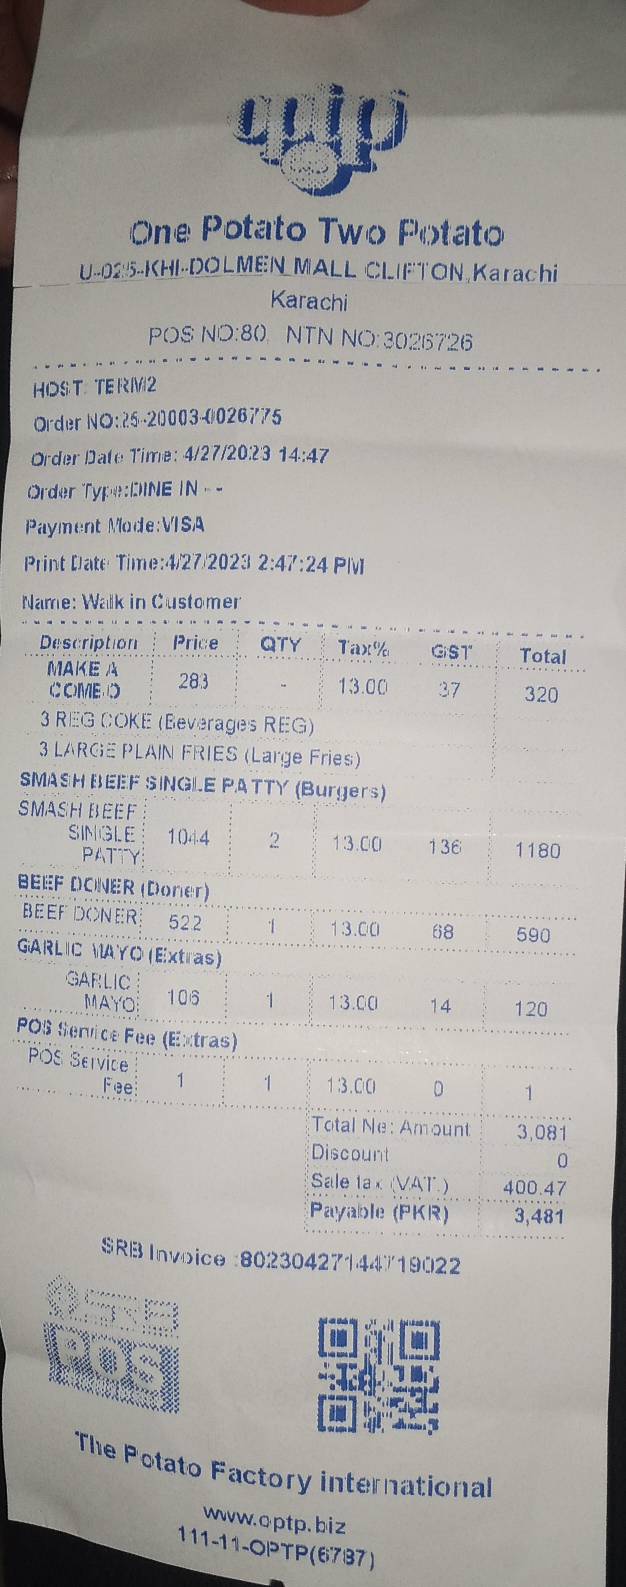 optp
One Potato Two Potato
U-025-KHI-DOLMEN MALL CLIFTON,Karachi
Karachi
POS NO:80, NTN NO:3026726
HOST: TERM2
Order NO:25-20003-0026775
Order Date Time: 4/27/2023 14:47
Order Type:DINE IN - -
Payment Mode:VISA
Print Date Time:4/27/2023 2:47:24 PM
Name: Walk in Customer
Description Price QTY Tax% GST Total
MAKE A
COMBO 283 - 13.00 37 320
3 REG COKE (Beverages REG)
3 LARGE PLAIN FRIES (Large Fries)
SMASH BEEF SINGLE PATTY (Burgers)
SMASH BEEF
SINGLE 1044 2 13.00 136 1180
PATTY
BEEF DONER (Doner)
BEEF DONER 522 1 13.00 68 590
GARLIC MAYO (Extras)
GARLIC
MAYO 106 1 13.00 14 120
POS Service Fee (Extras)
POS Service
Fee 1 1 13.00 0 1
Total Net Amount 3,081
Discount 0
Sale tax (VAT.) 400.47
Payable (PKR) 3,481
SRB Invoice :80230427144719022
POS
The Potato Factory international
www.optp.biz
111-11-OPTP(6787)